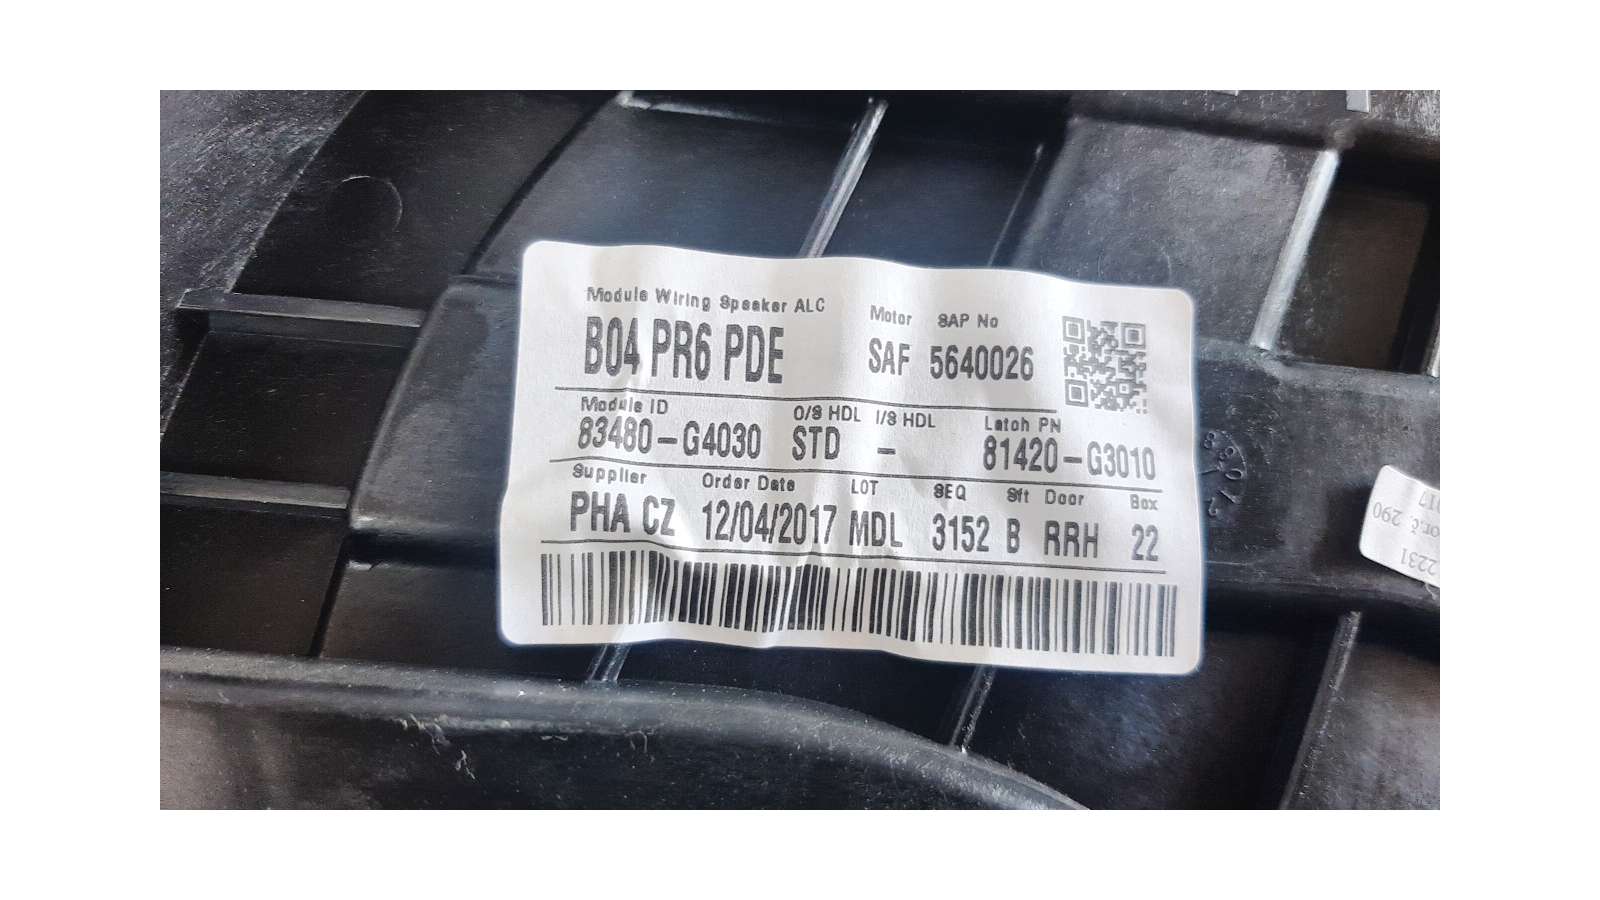 Module Wiring Speaker ALC Motor SAP No
B04 PR6 PDE SAF 5640026
Module ID O/S HDL I/S HDL Latch PN
83480-G4030 STD - 81420-G3010
Supplier Order Date LOT SEQ Sft Door Box
PHA CZ 12/04/2017 MDL 3152 B RRH 22
2231
290